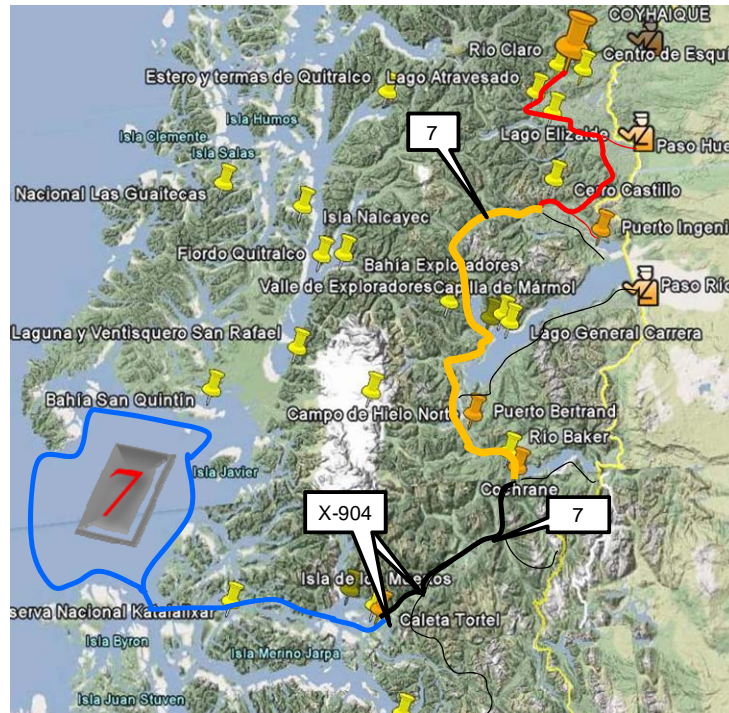 COYHAIQUE
Río Claro
Centro de Esquí
Estero y termas de Quitralco
Lago Atravesado
Isla Humos
7
Isla Clemente
Isla Salas
Lago Elizalde
Paso Hue
Nacional Las Guaitecas
Cerro Castillo
Isla Nalcayec
Puerto Ingeni
Fiordo Quitralco
Bahía Exploradores
Valle de Exploradores
Capilla de Mármol
Paso Río
Laguna y Ventisquero San Rafael
Lago General Carrera
Bahía San Quintín
Campo de Hielo Norte
Puerto Bertrand
Río Baker
7
Isla Javier
Cochrane
X-904
7
Isla de los Muertos
serva Nacional Katalalixar
Caleta Tortel
Isla Byron
Isla Merino Jarpa
Isla Juan Stuven